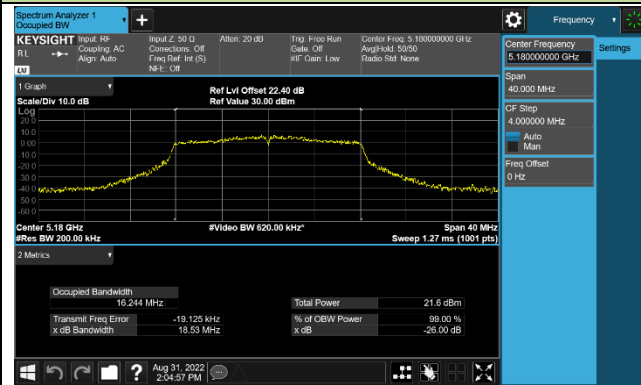 Spectrum Analyzer 1
Occupied BW
+
Frequency
KEYSIGHT
RL
LXI
Input: RF
Coupling: AC
Align: Auto
Input Z: 50 Ω
Corrections: Off
Freq Ref: Int (S)
NFE: Off
Atten: 20 dB
Trig: Free Run
Gate: Off
#IF Gain: Low
Center Freq: 5.180000000 GHz
Avg|Hold: 50/50
Radio Std: None
Center Frequency
5.180000000 GHz
Settings
Span
40.000 MHz
CF Step
4.000000 MHz
Auto
Man
Freq Offset
0 Hz
1 Graph
Scale/Div 10.0 dB
Ref Lvl Offset 22.40 dB
Ref Value 30.00 dBm
Log
20.0
10.0
0.00
-10.0
-20.0
-30.0
-40.0
-50.0
-60.0
Center 5.18 GHz
#Video BW 620.00 kHz*
Span 40 MHz
#Res BW 200.00 kHz
Sweep 1.27 ms (1001 pts)
2 Metrics
Occupied Bandwidth
16.244 MHz
Total Power 21.6 dBm
Transmit Freq Error -19.125 kHz
% of OBW Power 99.00 %
x dB Bandwidth 18.53 MHz
x dB -26.00 dB
?
Aug 31, 2022
2:04:57 PM